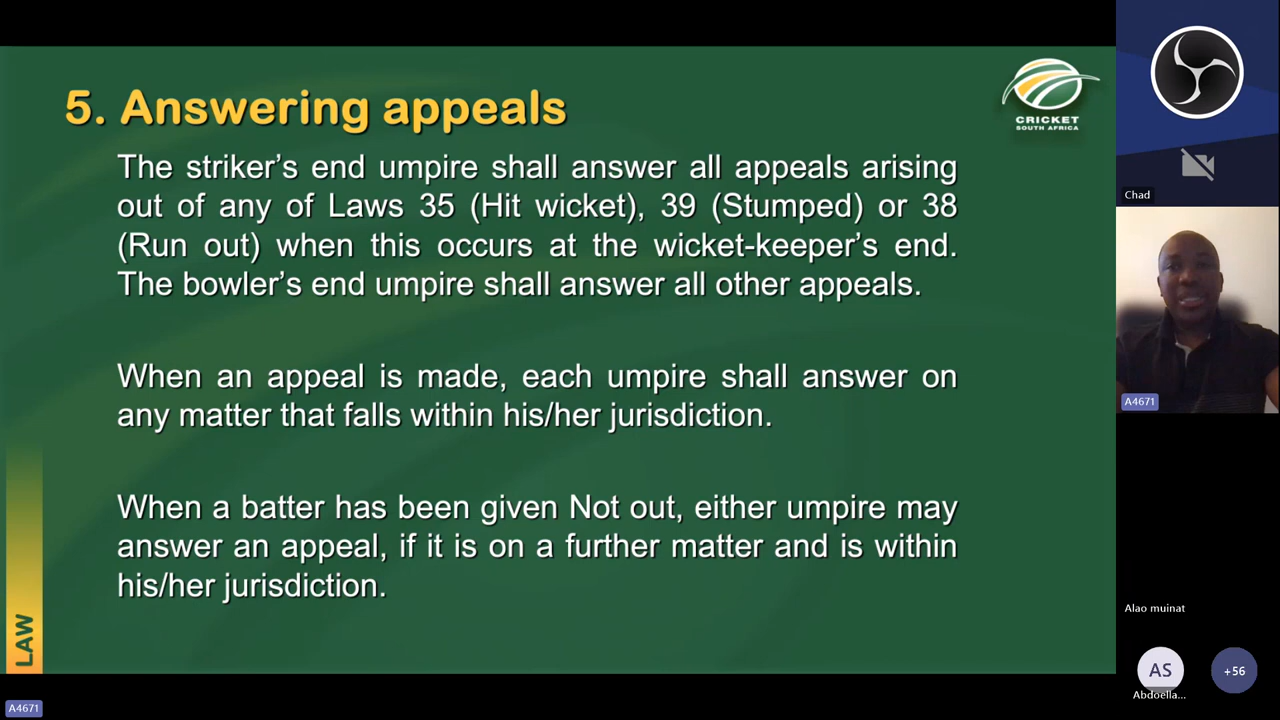 5. Answering appeals
CRICKET
SOUTH AFRICA
The striker’s end umpire shall answer all appeals arising
out of any of Laws 35 (Hit wicket), 39 (Stumped) or 38
(Run out) when this occurs at the wicket-keeper’s end.
The bowler’s end umpire shall answer all other appeals.
When an appeal is made, each umpire shall answer on
any matter that falls within his/her jurisdiction.
When a batter has been given Not out, either umpire may
answer an appeal, if it is on a further matter and is within
his/her jurisdiction.
LAW
A4671
Chad
A4671
Alao muinat
AS
Abdoella...
+56